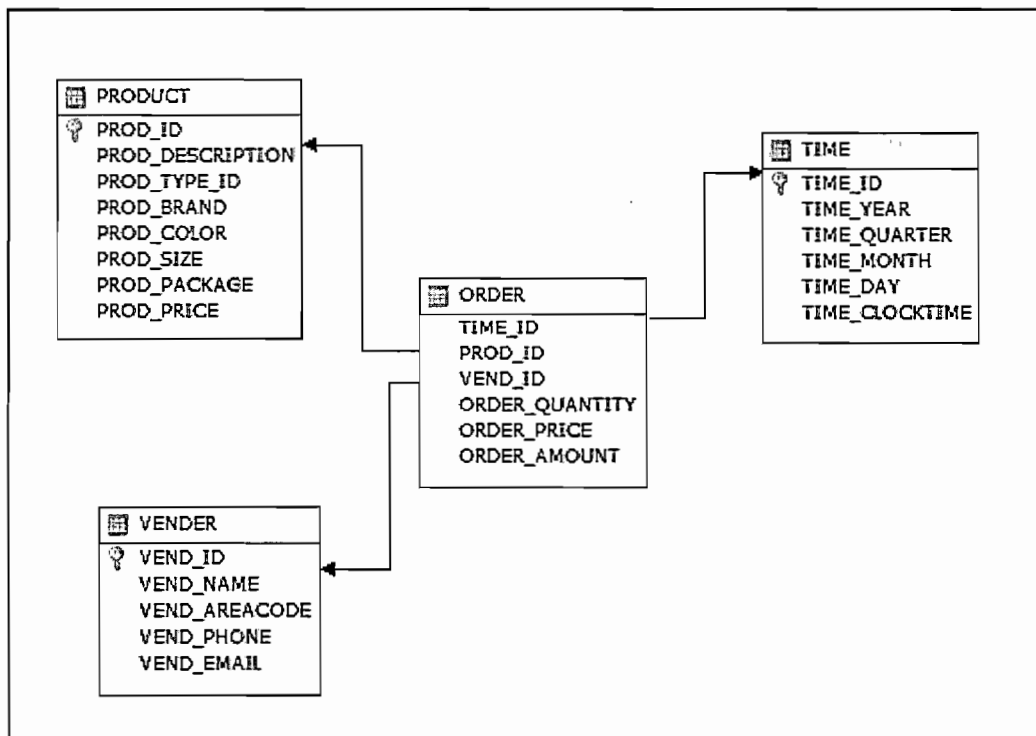 PRODUCT
PROD_ID
PROD_DESCRIPTION
PROD_TYPE_ID
PROD_BRAND
PROD_COLOR
PROD_SIZE
PROD_PACKAGE
PROD_PRICE
TIME
TIME_ID
TIME_YEAR
TIME_QUARTER
TIME_MONTH
TIME_DAY
TIME_CLOCKTIME
ORDER
TIME_ID
PROD_ID
VEND_ID
ORDER_QUANTITY
ORDER_PRICE
ORDER_AMOUNT
VENDER
VEND_ID
VEND_NAME
VEND_AREACODE
VEND_PHONE
VEND_EMAIL